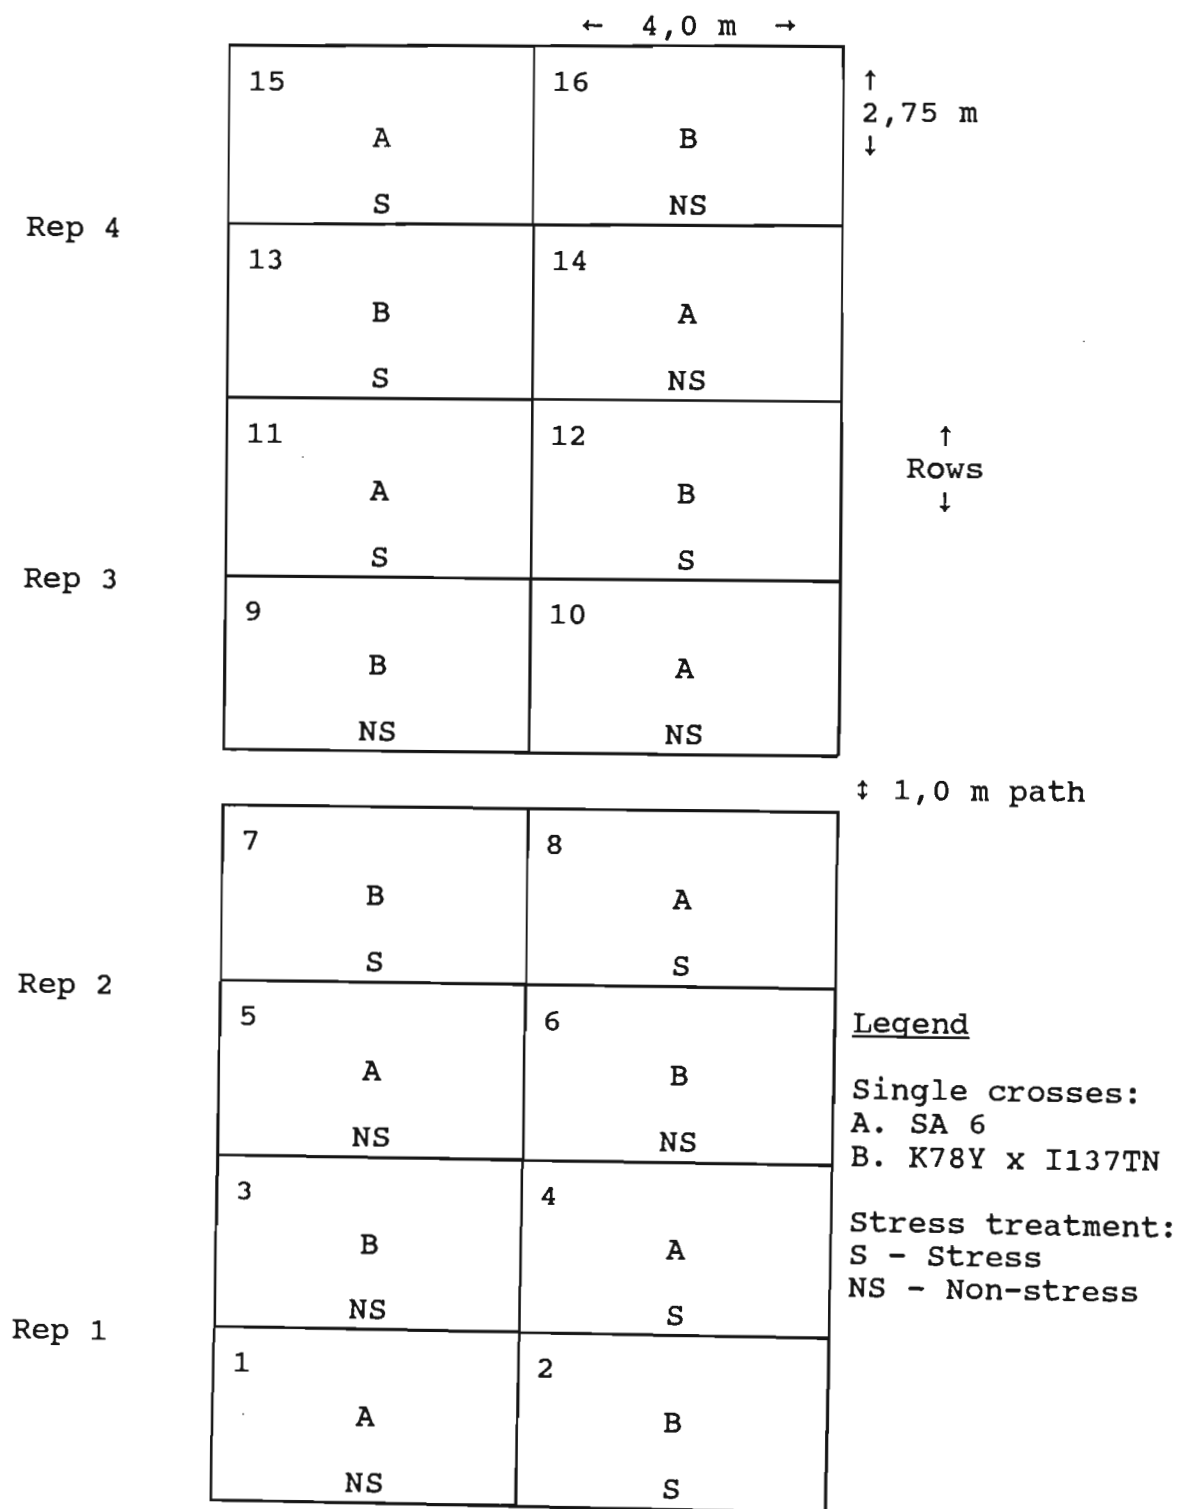 ← 4,0 m →
15 16 ↑
2,75 m
A B ↓
S NS
Rep 4
13 14
B A
S NS
11 12 ↑
Rows
A B ↓
S S
Rep 3
9 10
B A
NS NS
↕ 1,0 m path
7 8
B A
S S
Rep 2
5 6
A B
NS NS
3 4
B A
NS S
Rep 1
1 2
A B
NS S
Legend
Single crosses:
A. SA 6
B. K78Y x I137TN
Stress treatment:
S - Stress
NS - Non-stress